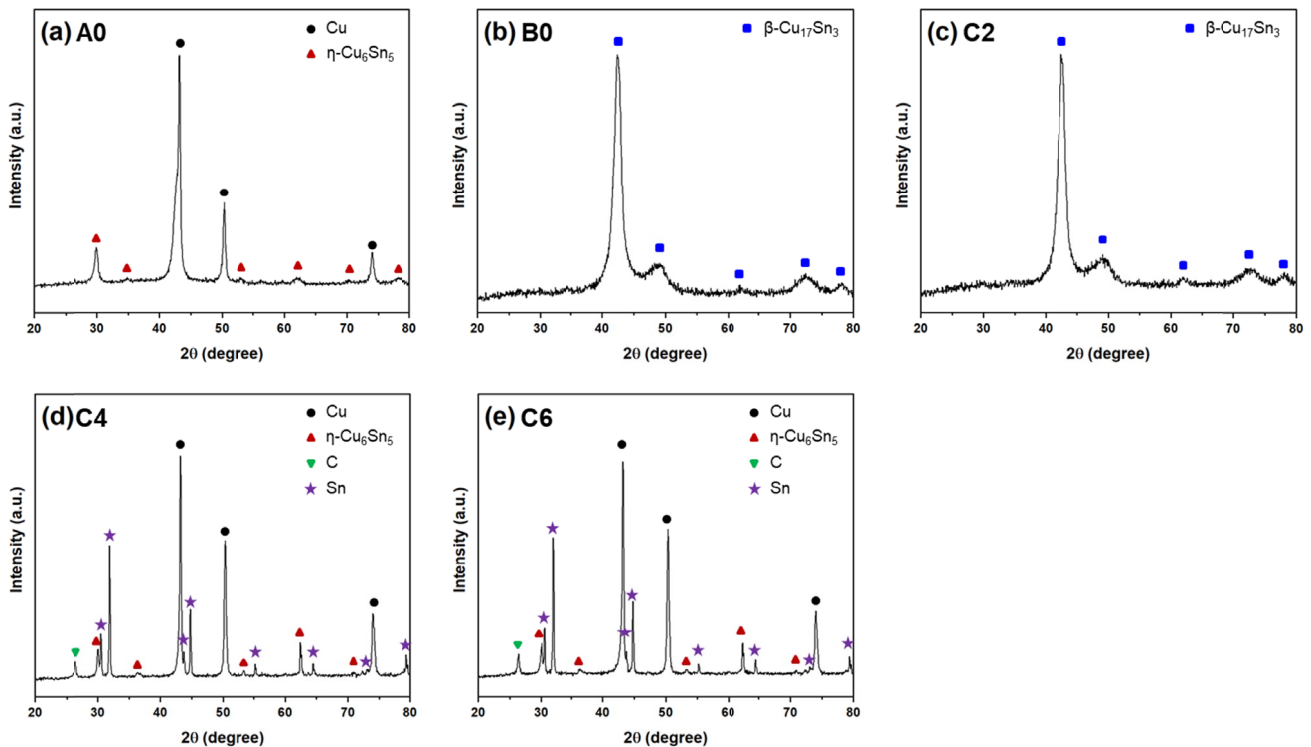 (a) A0
Cu
η-Cu6Sn5
Intensity (a.u.)
20 30 40 50 60 70 80
2θ (degree)
(b) B0
β-Cu17Sn3
Intensity (a.u.)
20 30 40 50 60 70 80
2θ (degree)
(c) C2
β-Cu17Sn3
Intensity (a.u.)
20 30 40 50 60 70 80
2θ (degree)
(d) C4
Cu
η-Cu6Sn5
C
Sn
Intensity (a.u.)
20 30 40 50 60 70 80
2θ (degree)
(e) C6
Cu
η-Cu6Sn5
C
Sn
Intensity (a.u.)
20 30 40 50 60 70 80
2θ (degree)